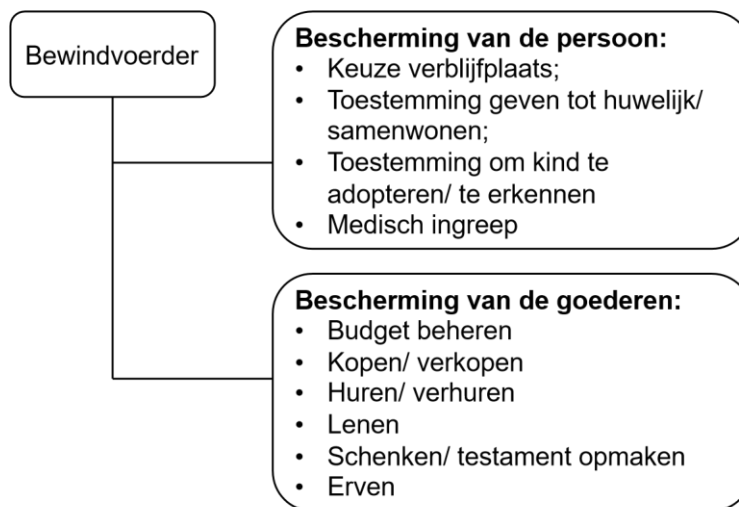 Bewindvoerder
Bescherming van de persoon:
• Keuze verblijfplaats;
• Toestemming geven tot huwelijk/
samenwonen;
• Toestemming om kind te
adopteren/ te erkennen
• Medisch ingreep
Bescherming van de goederen:
• Budget beheren
• Kopen/ verkopen
• Huren/ verhuren
• Lenen
• Schenken/ testament opmaken
• Erven